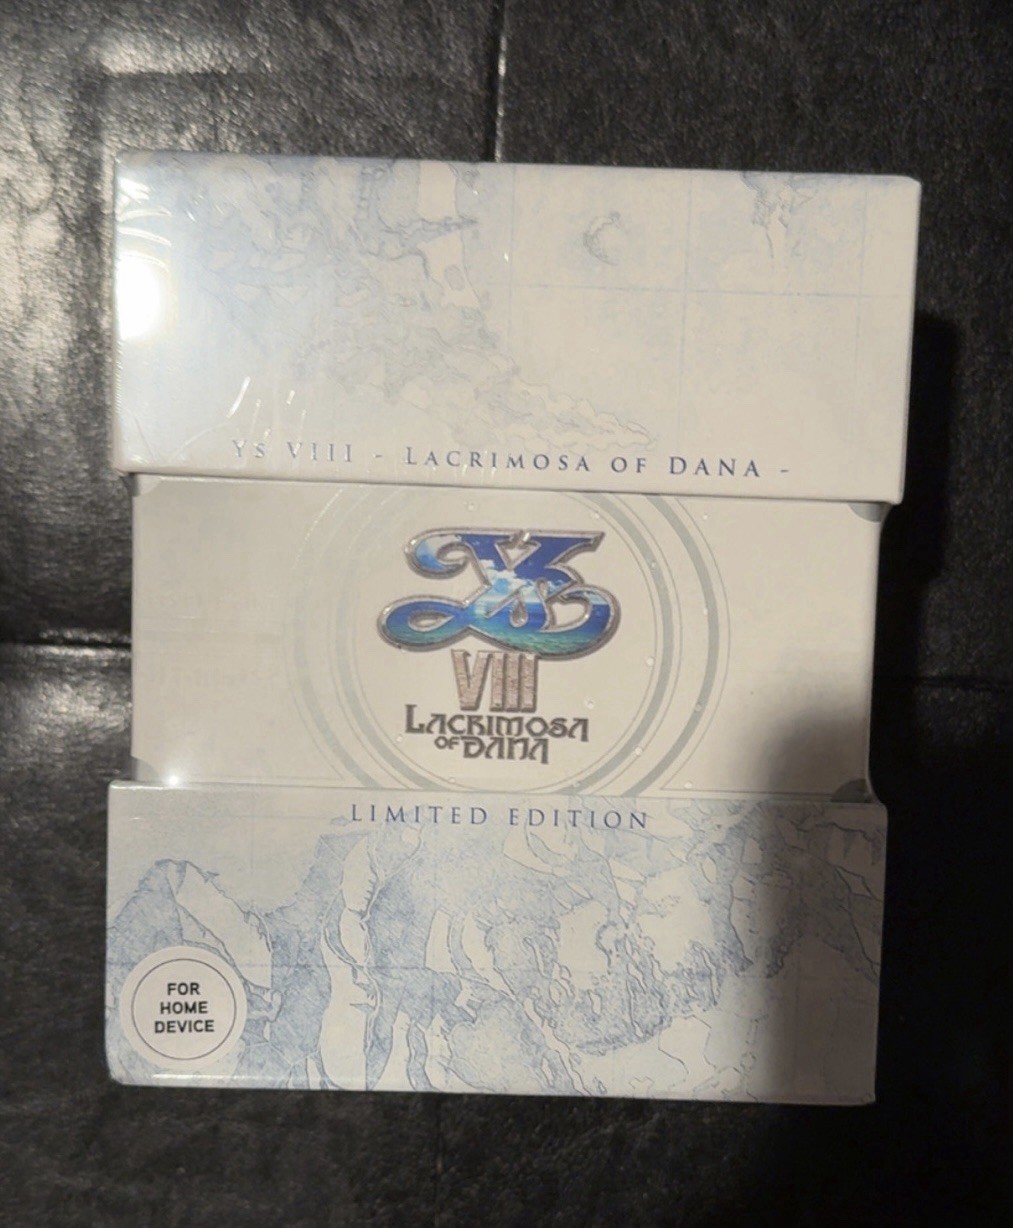 Ys VIII - LACRIMOSA OF DANA -
Ys
VIII
LACRIMOSA
OF DANA
LIMITED EDITION
FOR
HOME
DEVICE